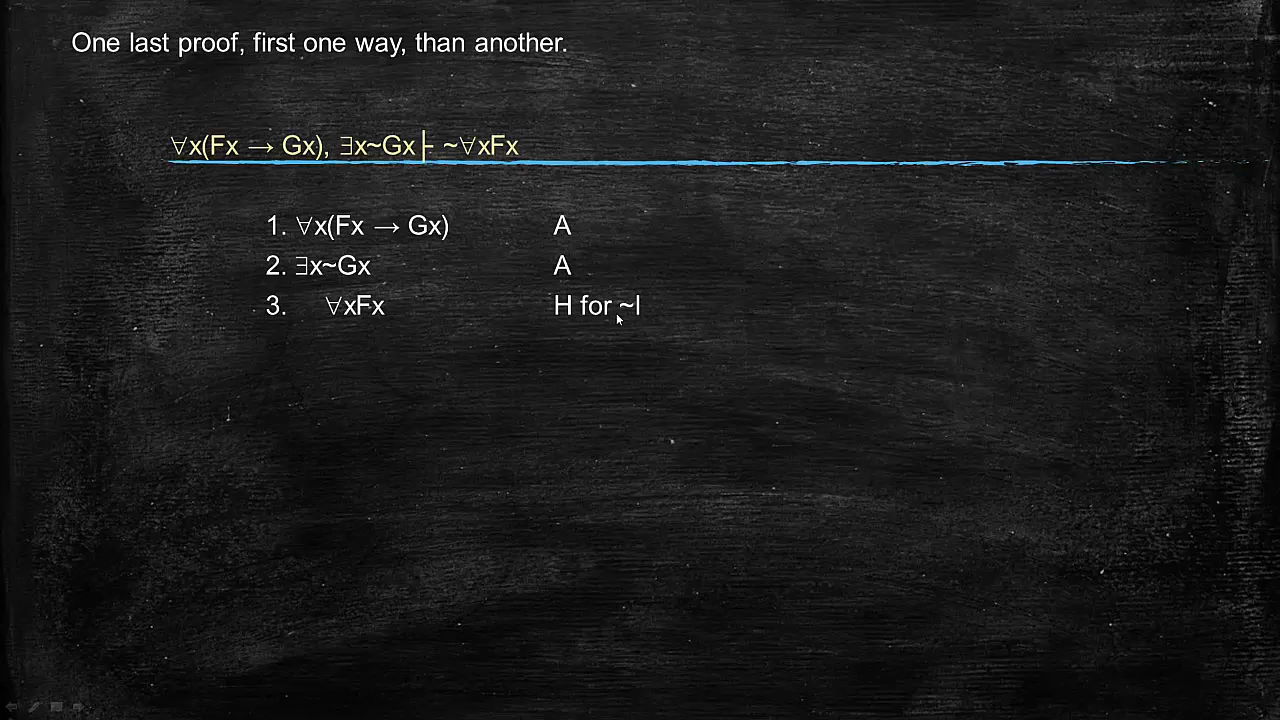 One last proof, first one way, than another.
∀x(Fx → Gx), ∃x~Gx├ ~∀xFx
1. ∀x(Fx → Gx) A
2. ∃x~Gx A
3. ∀xFx H for ~I